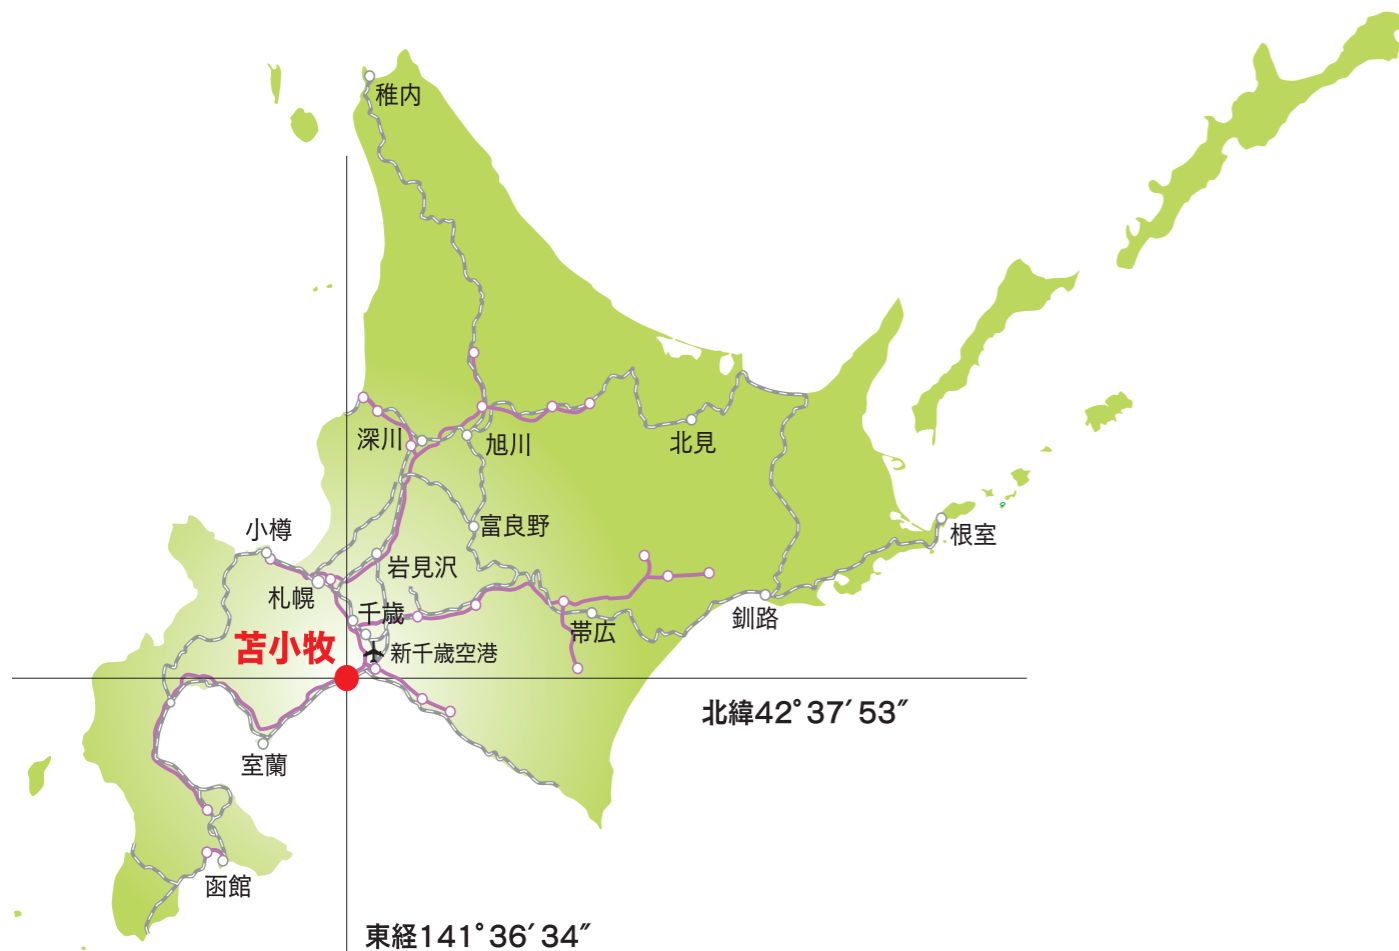 稚内
深川
旭川
北見
小樽
富良野
根室
岩見沢
札幌
千歳
釧路
帯広
苫小牧
新千歳空港
北緯42°37′53″
室蘭
函館
東経141°36′34″